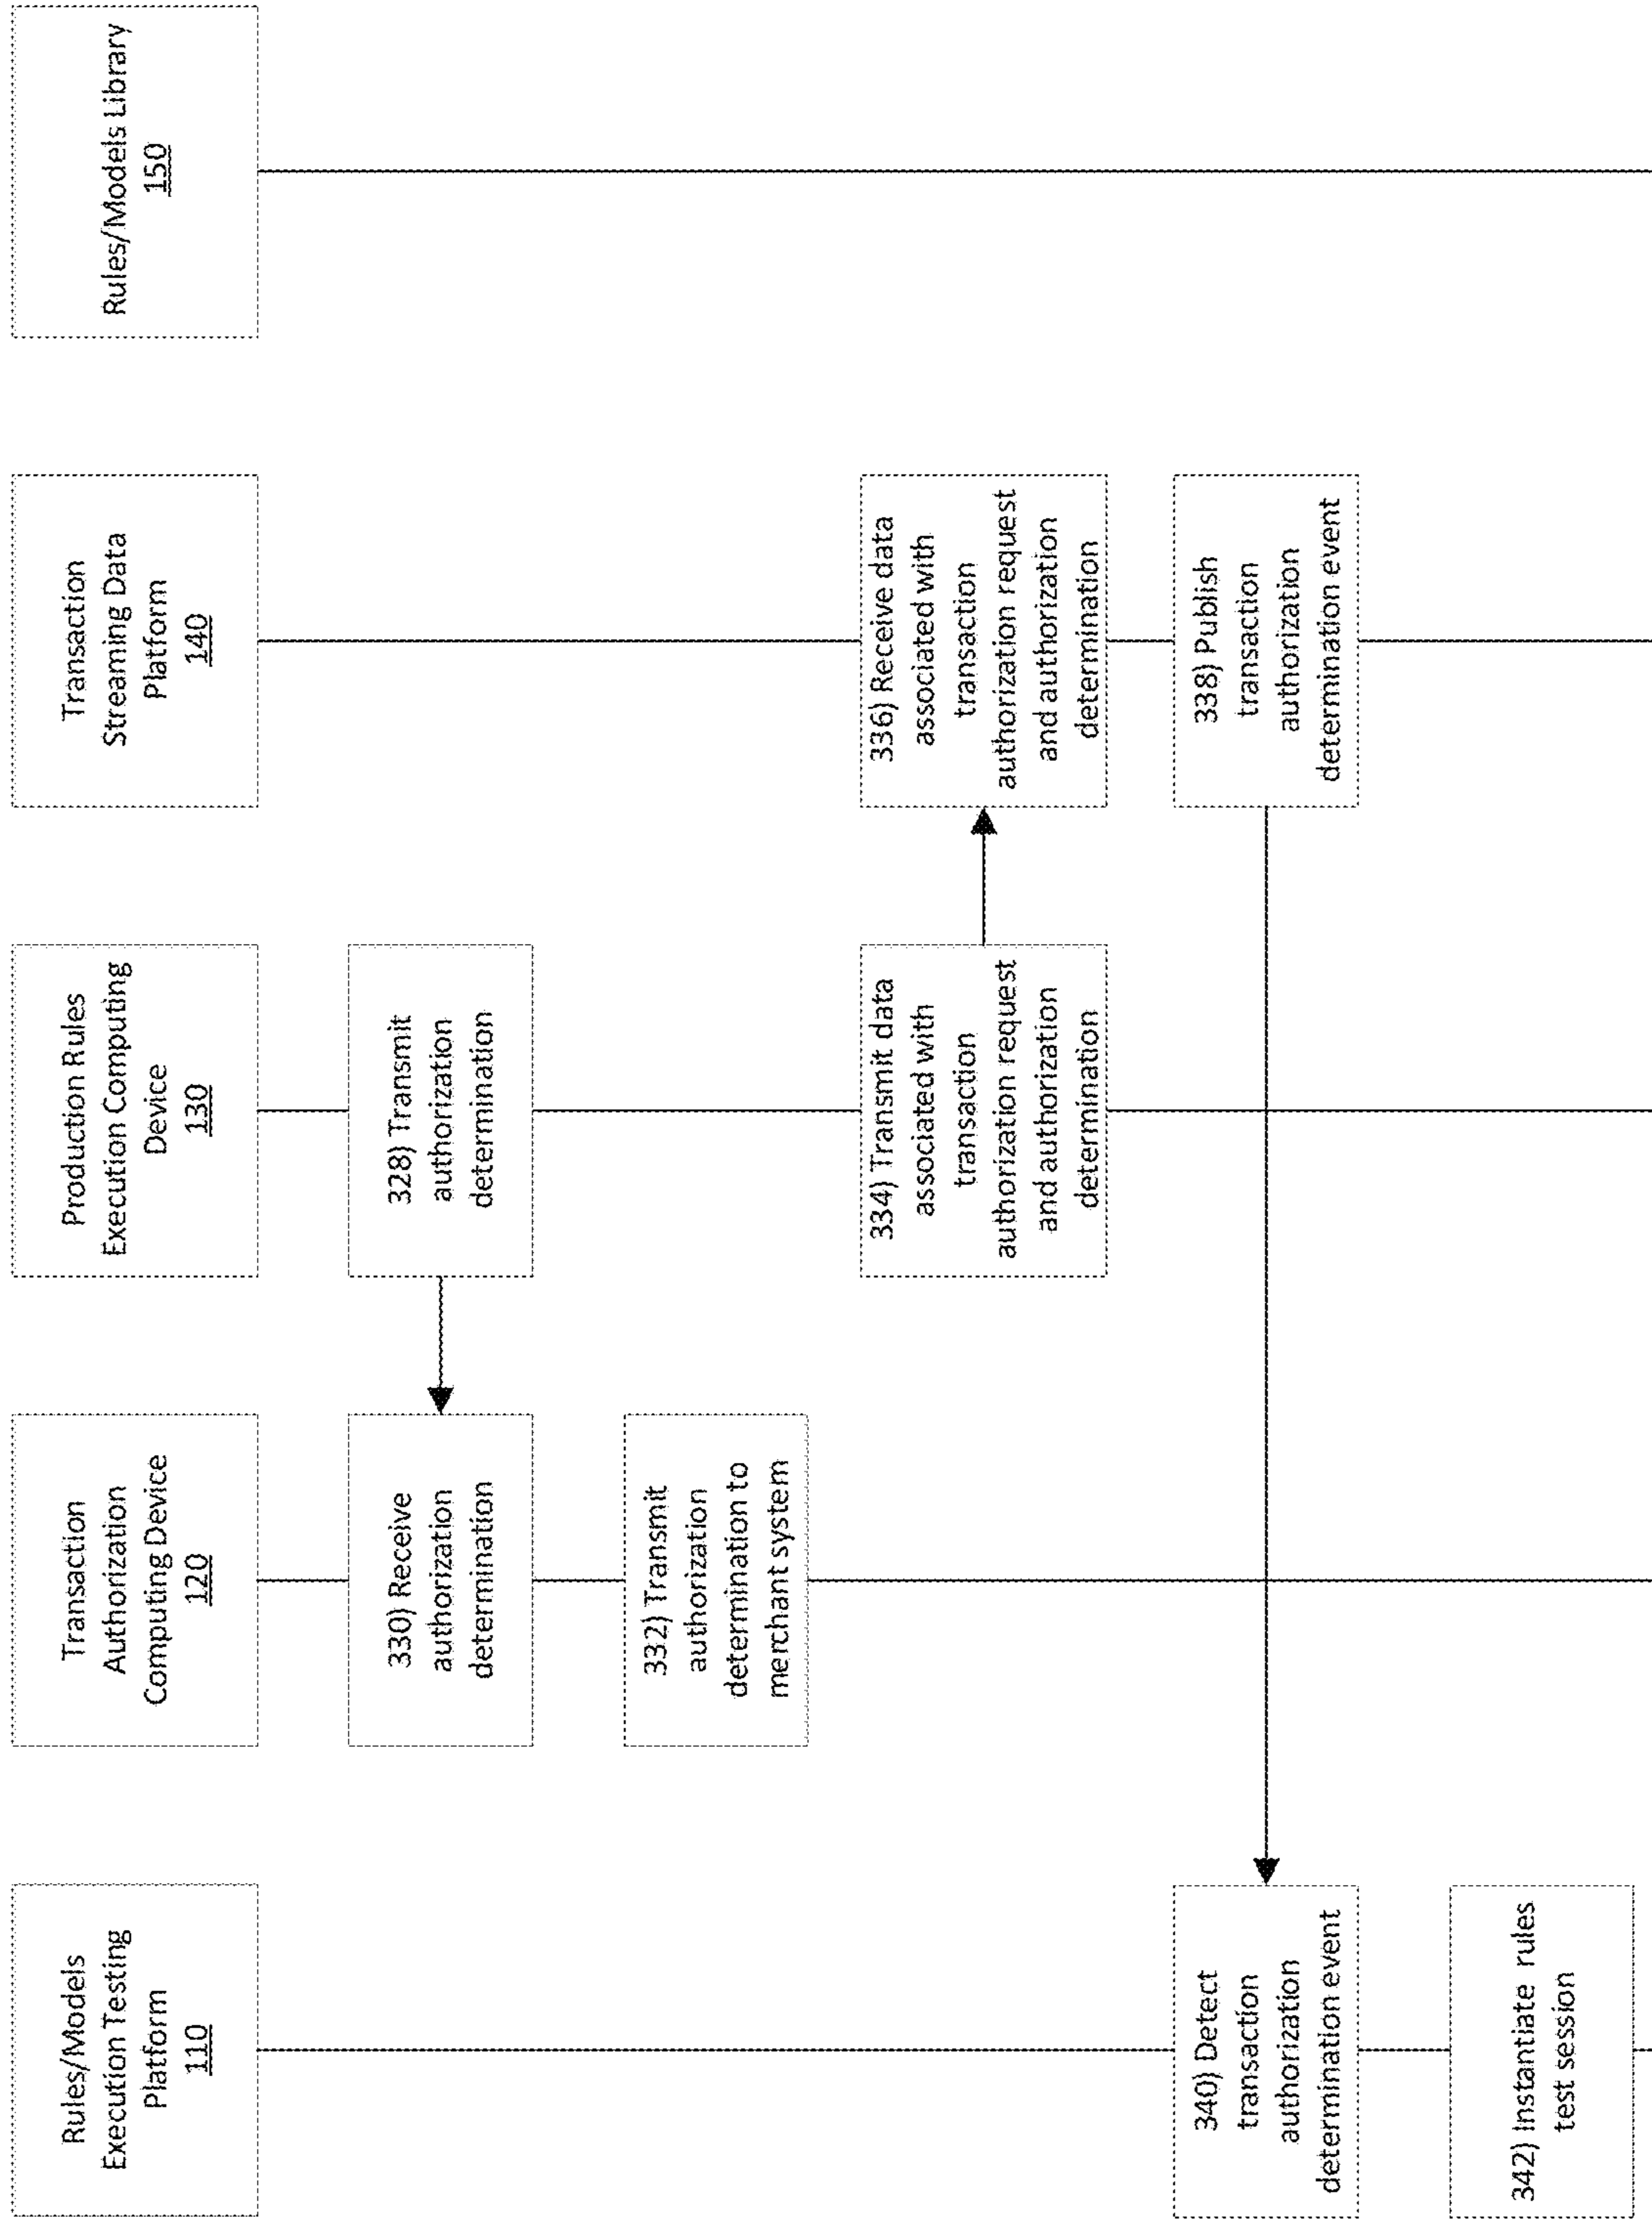 Rules/Models
Execution Testing
Platform
110
Transaction
Authorization
Computing Device
120
Production Rules
Execution Computing
Device
130
Transaction
Streaming Data
Platform
140
Rules/Models Library
150
328) Transmit
authorization
determination
330) Receive
authorization
determination
332) Transmit
authorization
determination to
merchant system
334) Transmit data
associated with
transaction
authorization request
and authorization
determination
336) Receive data
associated with
transaction
authorization request
and authorization
determination
338) Publish
transaction
authorization
determination event
340) Detect
transaction
authorization
determination event
342) Instantiate rules
test session